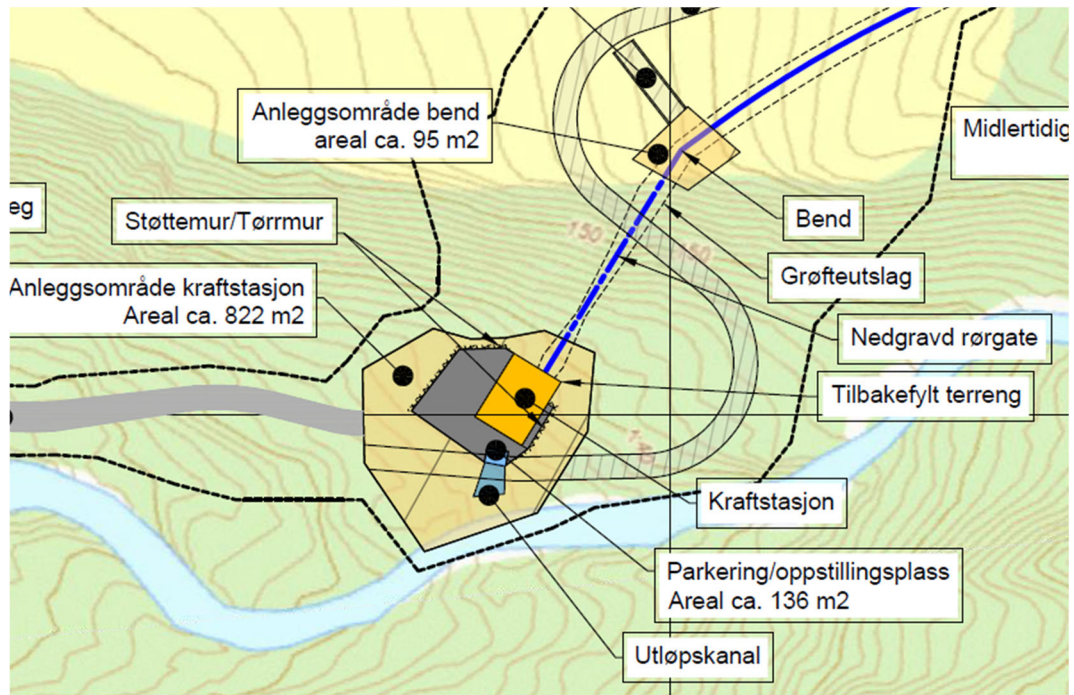 Anleggsområde bend
areal ca. 95 m2
Midlertidig
eg
Støttemur/Tørrmur
Bend
150
150
Grøfteutslag
Anleggsområde kraftstasjon
Areal ca. 822 m2
Nedgravd rørgate
Tilbakefylt terreng
Kraftstasjon
Parkering/oppstillingsplass
Areal ca. 136 m2
Utløpskanal